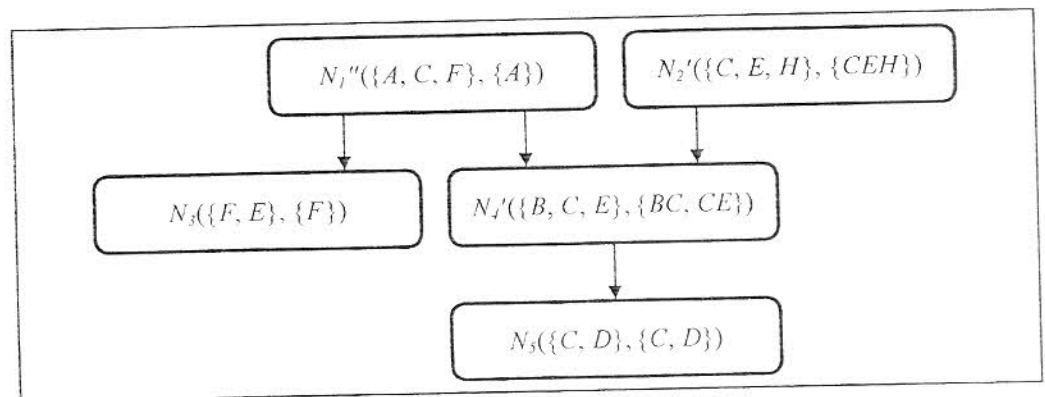 N₁''({A, C, F}, {A})
N₂'({C, E, H}, {CEH})
N₃({F, E}, {F})
N₄'({B, C, E}, {BC, CE})
N₅({C, D}, {C, D})